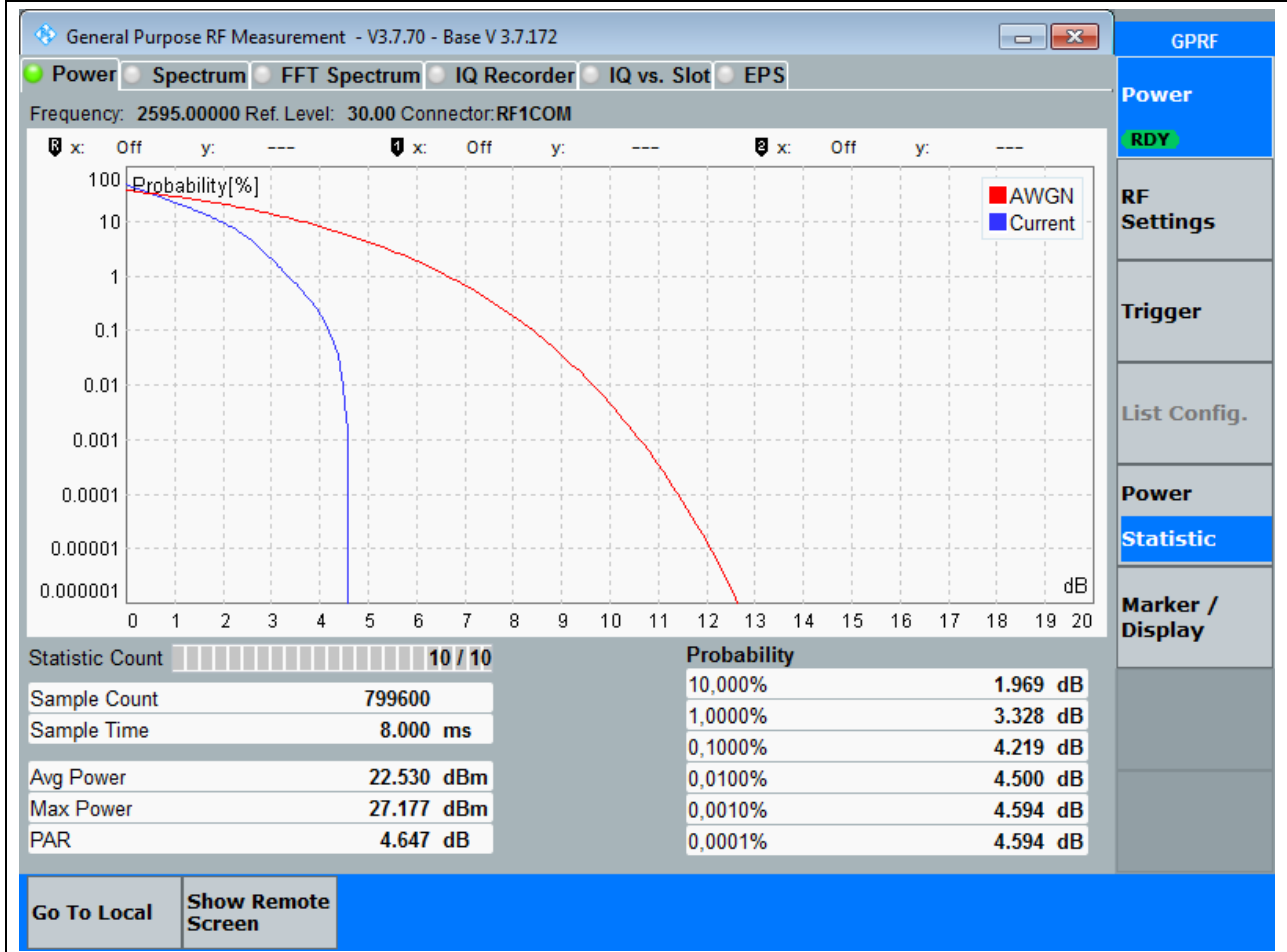 General Purpose RF Measurement - V3.7.70 - Base V 3.7.172
GPRF
Power Spectrum FFT Spectrum IQ Recorder IQ vs. Slot EPS
Frequency: 2595.00000 Ref. Level: 30.00 Connector:RF1COM
R x: Off y: --- 1 x: Off y: --- 2 x: Off y: ---
Probability[%]
AWGN
Current
100
10
1
0.1
0.01
0.001
0.0001
0.00001
0.000001
dB
0 1 2 3 4 5 6 7 8 9 10 11 12 13 14 15 16 17 18 19 20
Statistic Count 10 / 10
Sample Count 799600
Sample Time 8.000 ms
Avg Power 22.530 dBm
Max Power 27.177 dBm
PAR 4.647 dB
Probability
10,000% 1.969 dB
1,0000% 3.328 dB
0,1000% 4.219 dB
0,0100% 4.500 dB
0,0010% 4.594 dB
0,0001% 4.594 dB
Power
RDY
RF
Settings
Trigger
List Config.
Power
Statistic
Marker /
Display
Go To Local
Show Remote
Screen